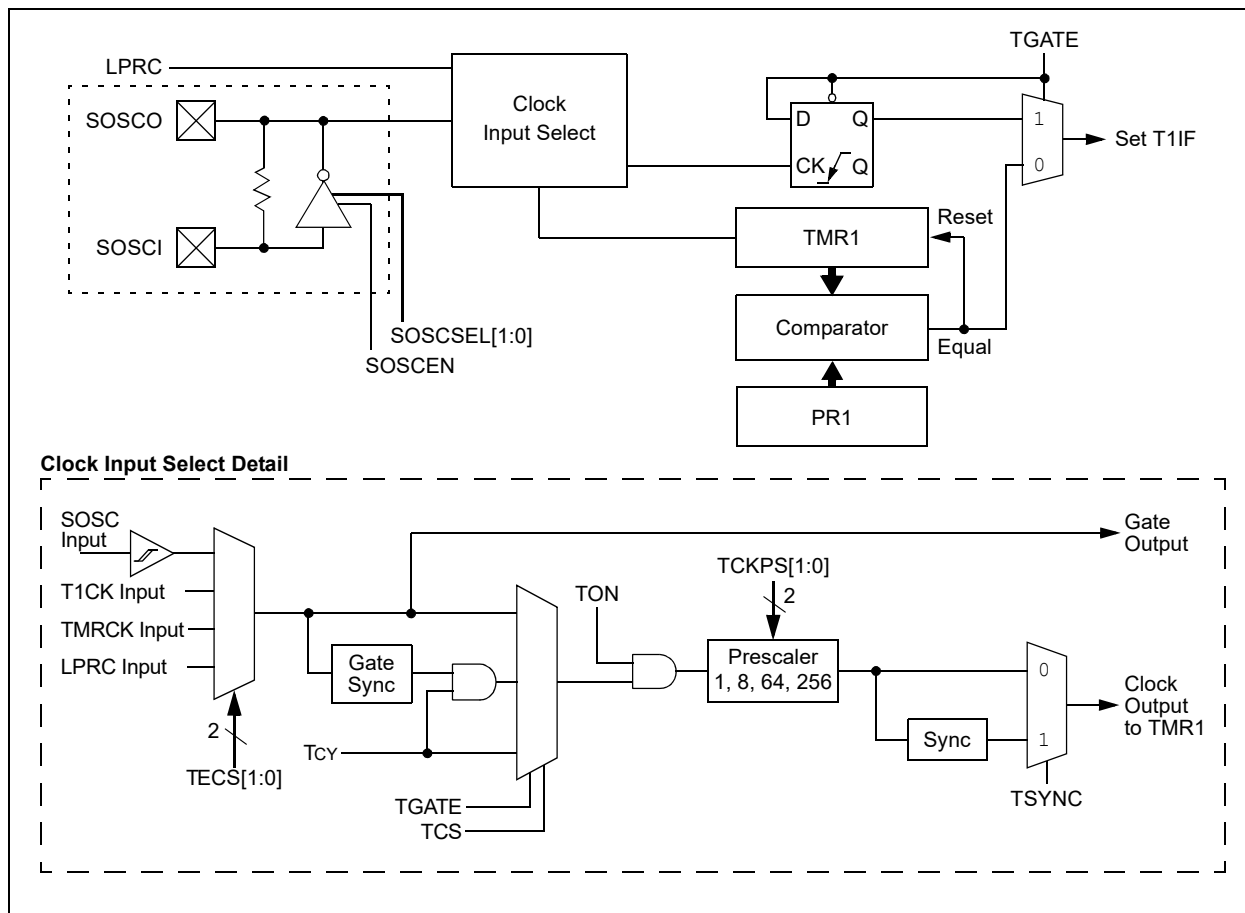 TGATE
LPRC
Clock
Input Select
SOSCO
D Q
1
Set T1IF
CK Q
0
Reset
TMR1
SOSCI
Comparator
SOSCSEL[1:0]
Equal
SOSCEN
PR1
Clock Input Select Detail
SOSC
Input
Gate
Output
TCKPS[1:0]
T1CK Input
TON
2
TMRCK Input
Gate
Sync
Prescaler
1, 8, 64, 256
LPRC Input
0
Clock
Output
to TMR1
2
Sync
1
TCY
TECS[1:0]
TGATE
TSYNC
TCS